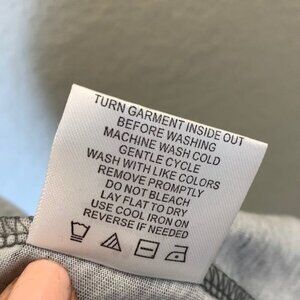 TURN GARMENT INSIDE OUT
BEFORE WASHING
MACHINE WASH COLD
GENTLE CYCLE
WASH WITH LIKE COLORS
REMOVE PROMPTLY
DO NOT BLEACH
LAY FLAT TO DRY
USE COOL IRON ON
REVERSE IF NEEDED